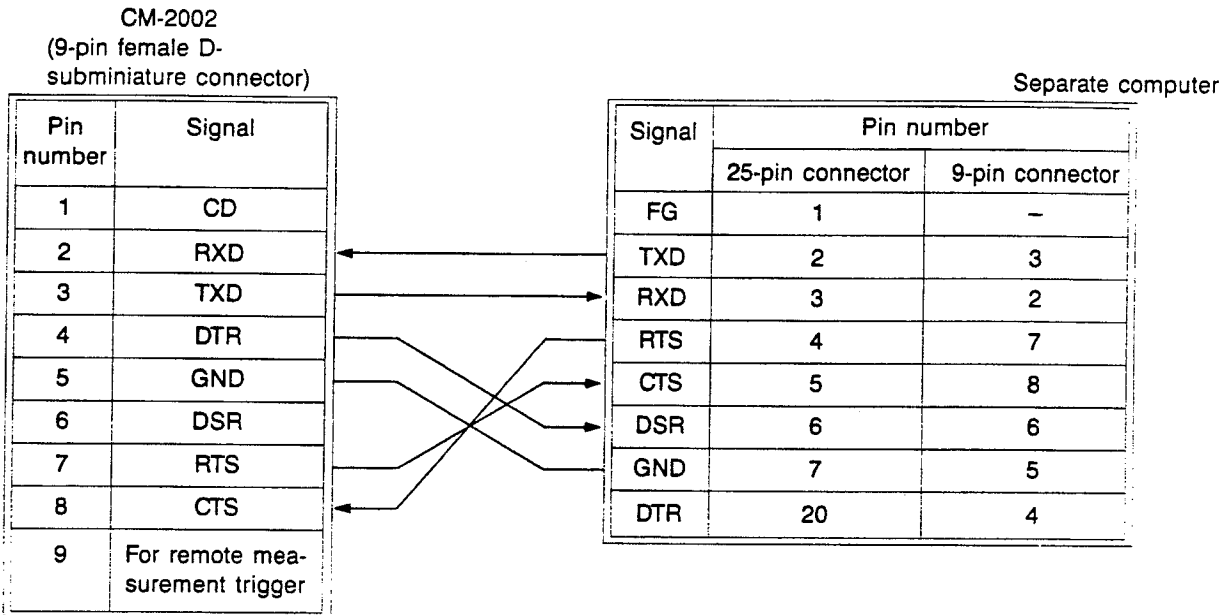 CM-2002
(9-pin female D-
subminiature connector)
Pin number Signal
1 CD
2 RXD
3 TXD
4 DTR
5 GND
6 DSR
7 RTS
8 CTS
9 For remote mea-
surement trigger
Separate computer
Signal Pin number
25-pin connector 9-pin connector
FG 1 –
TXD 2 3
RXD 3 2
RTS 4 7
CTS 5 8
DSR 6 6
GND 7 5
DTR 20 4